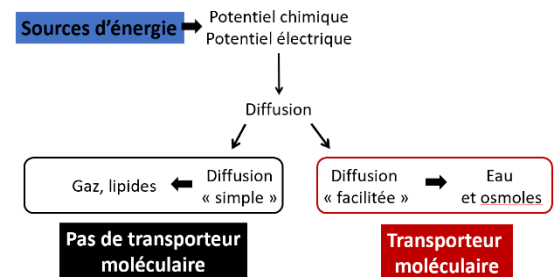 Sources d'énergie
Potentiel chimique
Potentiel électrique
Diffusion
Gaz, lipides
Diffusion
« simple »
Diffusion
« facilitée »
Eau
et osmoles
Pas de transporteur
moléculaire
Transporteur
moléculaire